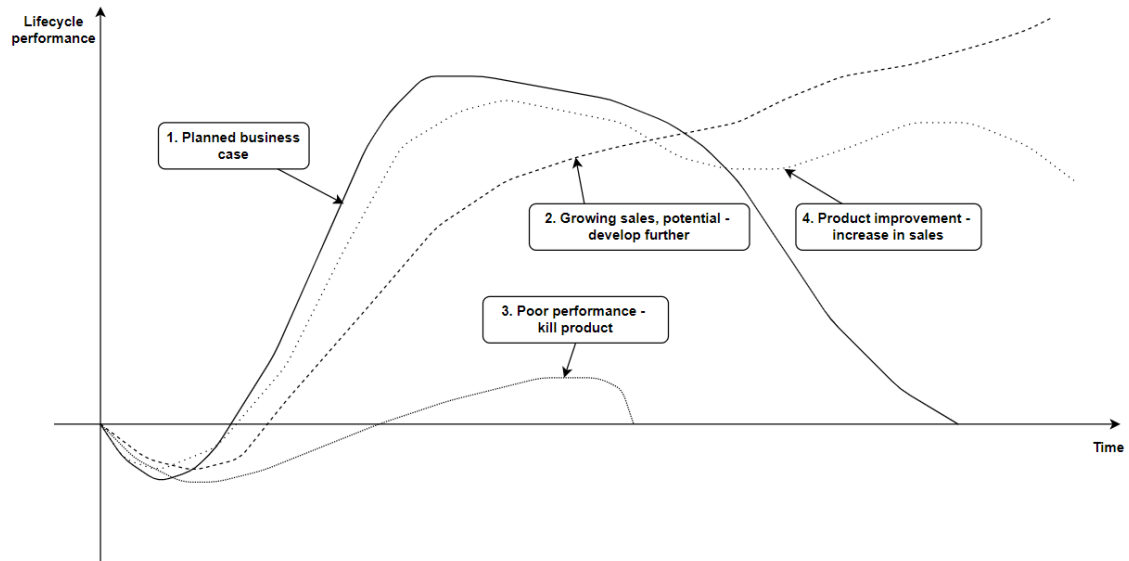 Lifecycle
performance
1. Planned business
case
2. Growing sales, potential -
develop further
4. Product improvement -
increase in sales
3. Poor performance -
kill product
Time